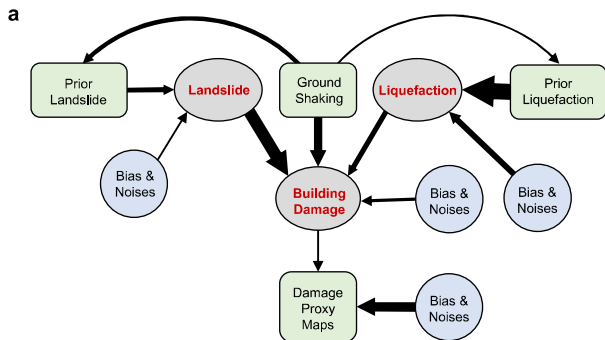 a
Prior
Landslide
Landslide
Ground
Shaking
Liquefaction
Prior
Liquefaction
Bias &
Noises
Building
Damage
Bias &
Noises
Bias &
Noises
Damage
Proxy
Maps
Bias &
Noises